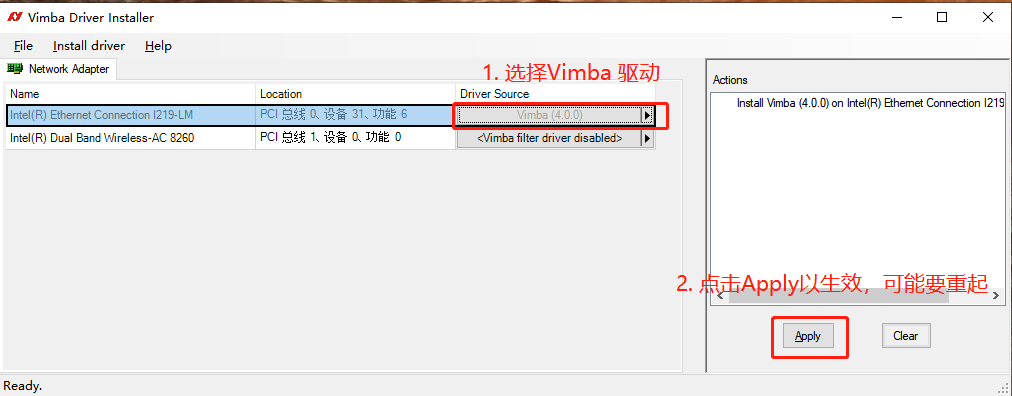 Vimba Driver Installer
File Install driver Help
Network Adapter
1. 选择Vimba 驱动
Name Location Driver Source
Intel(R) Ethernet Connection I219-LM PCI 总线 0、设备 31、功能 6 Vimba (4.0.0)
Intel(R) Dual Band Wireless-AC 8260 PCI 总线 1、设备 0、功能 0 <Vimba filter driver disabled>
Actions
Install Vimba (4.0.0) on Intel(R) Ethernet Connection I219
2. 点击Apply以生效，可能要重起
Apply Clear
Ready.